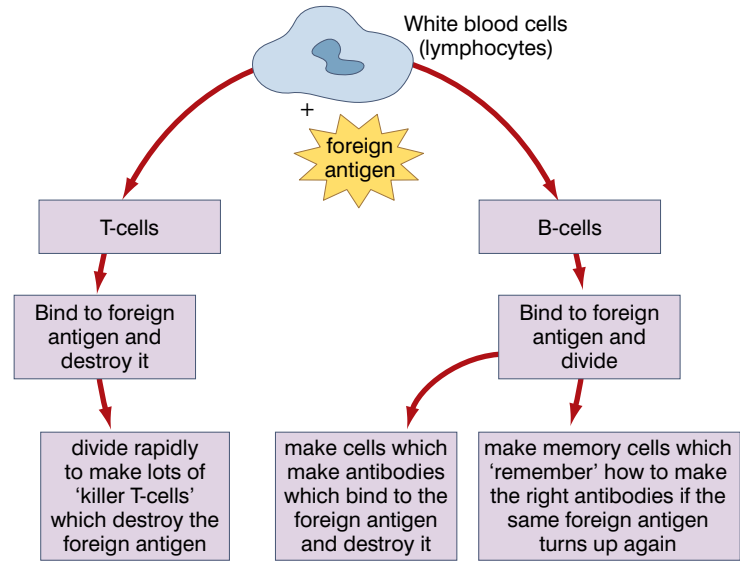 White blood cells
(lymphocytes)
+
foreign
antigen
T-cells
B-cells
Bind to foreign
antigen and
destroy it
Bind to foreign
antigen and
divide
divide rapidly
to make lots of
‘killer T-cells’
which destroy the
foreign antigen
make cells which
make antibodies
which bind to the
foreign antigen
and destroy it
make memory cells which
‘remember’ how to make
the right antibodies if the
same foreign antigen
turns up again